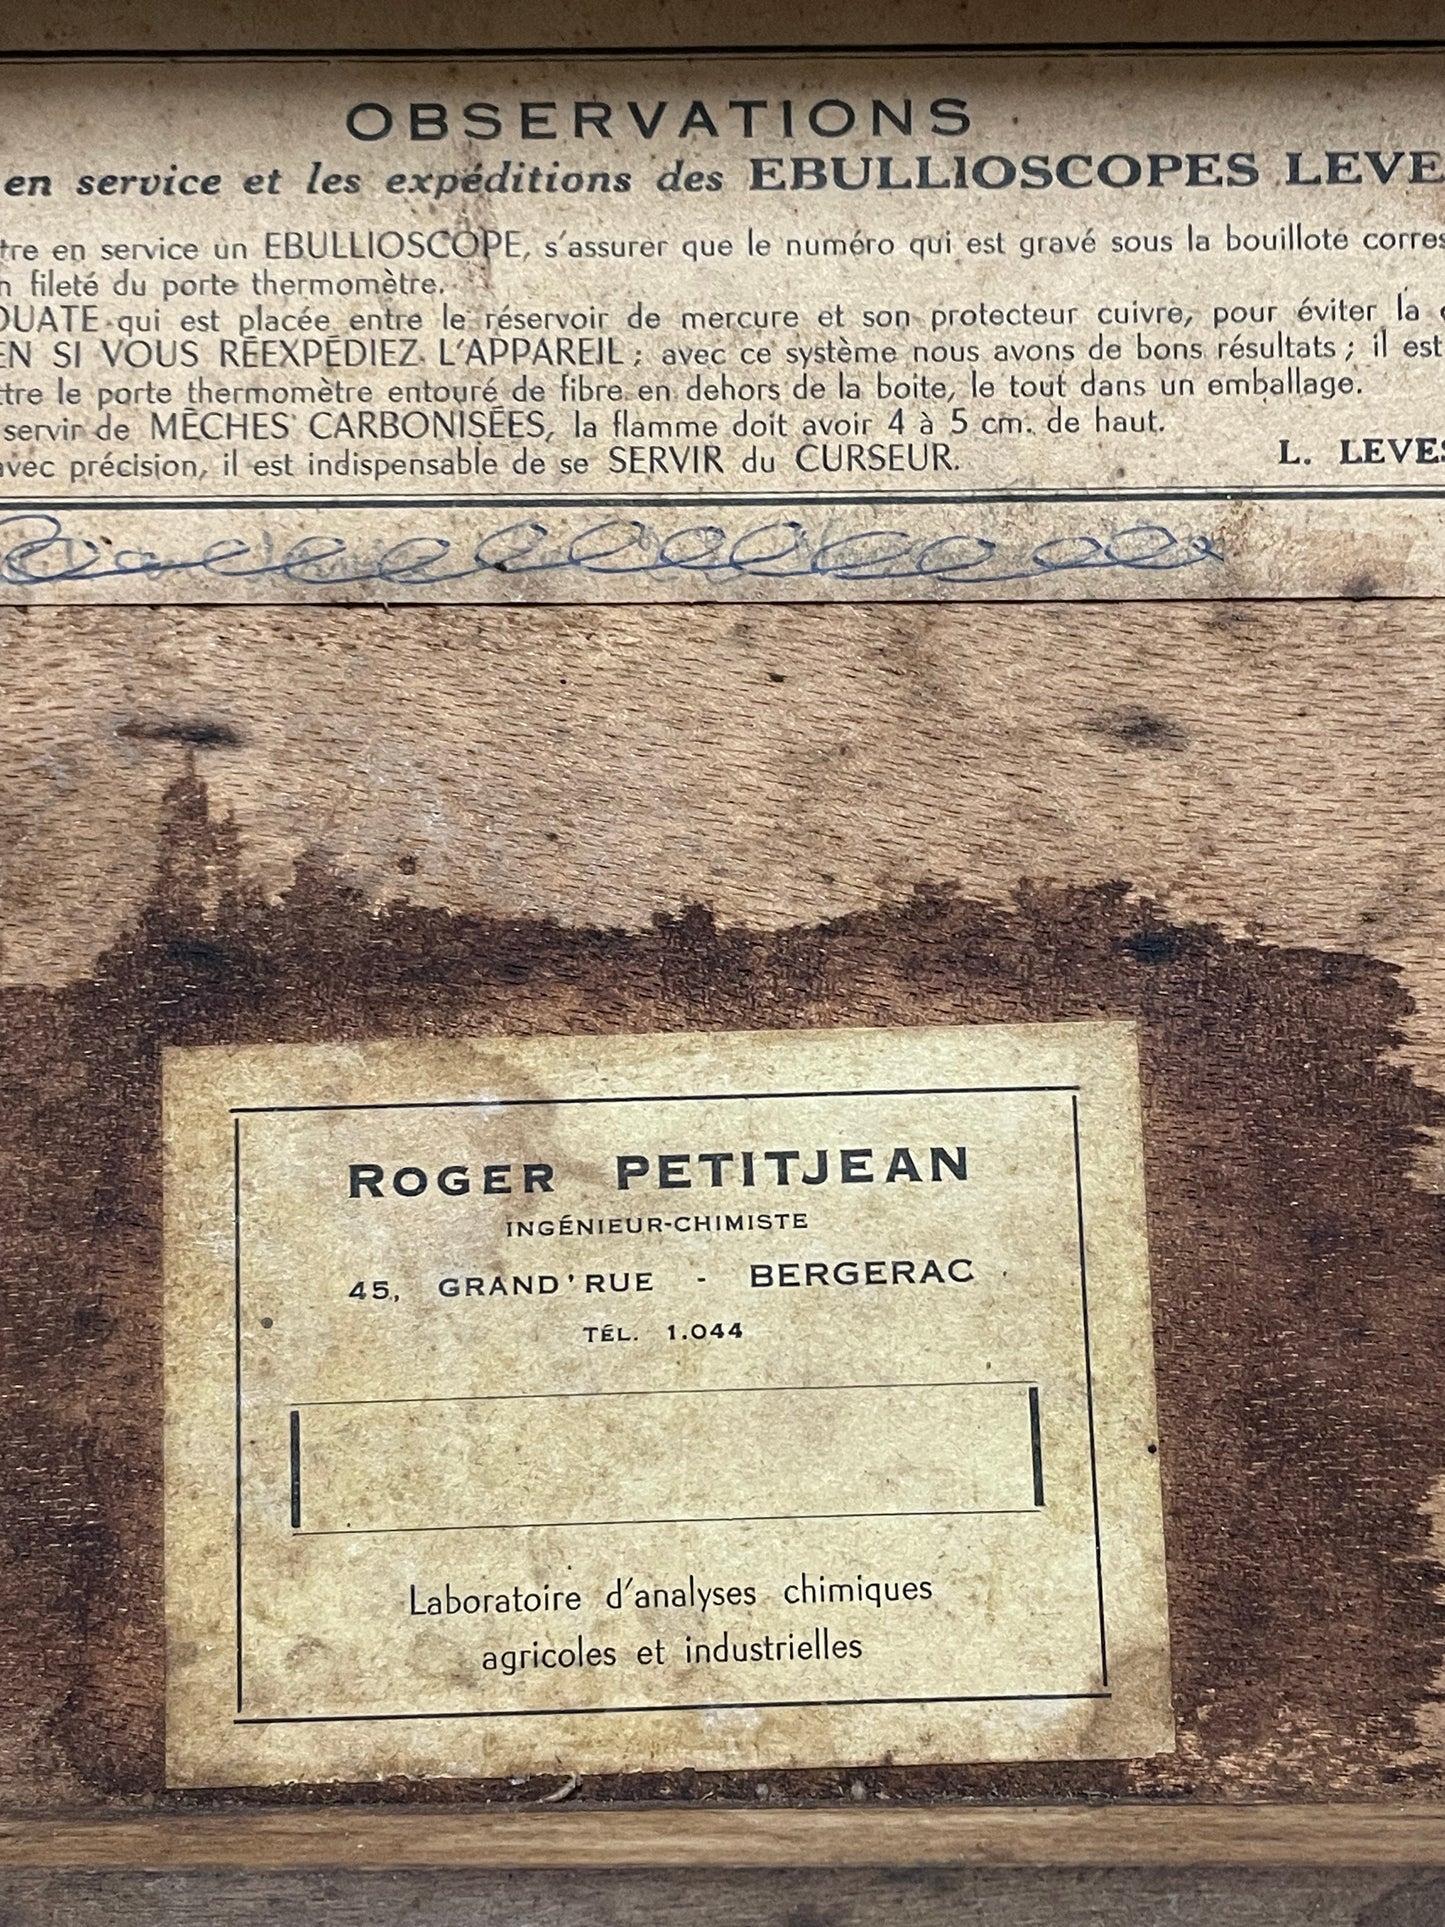 OBSERVATIONS
en service et les expéditions des EBULLIOSCOPES LEVE
tre en service un EBULLIOSCOPE, s'assurer que le numéro qui est gravé sous la bouillote corres
n fileté du porte thermomètre.
OUATE qui est placée entre le réservoir de mercure et son protecteur cuivre, pour éviter la
EN SI VOUS RÉEXPÉDIEZ L'APPAREIL ; avec ce système nous avons de bons résultats ; il est
ttre le porte thermomètre entouré de fibre en dehors de la boite, le tout dans un emballage.
servir de MÈCHES CARBONISÉES, la flamme doit avoir 4 à 5 cm. de haut.
avec précision, il est indispensable de se SERVIR du CURSEUR.
L. LEVES
ROGER PETITJEAN
INGÉNIEUR-CHIMISTE
45, GRAND'RUE - BERGERAC
TÉL. 1.044
Laboratoire d'analyses chimiques
agricoles et industrielles